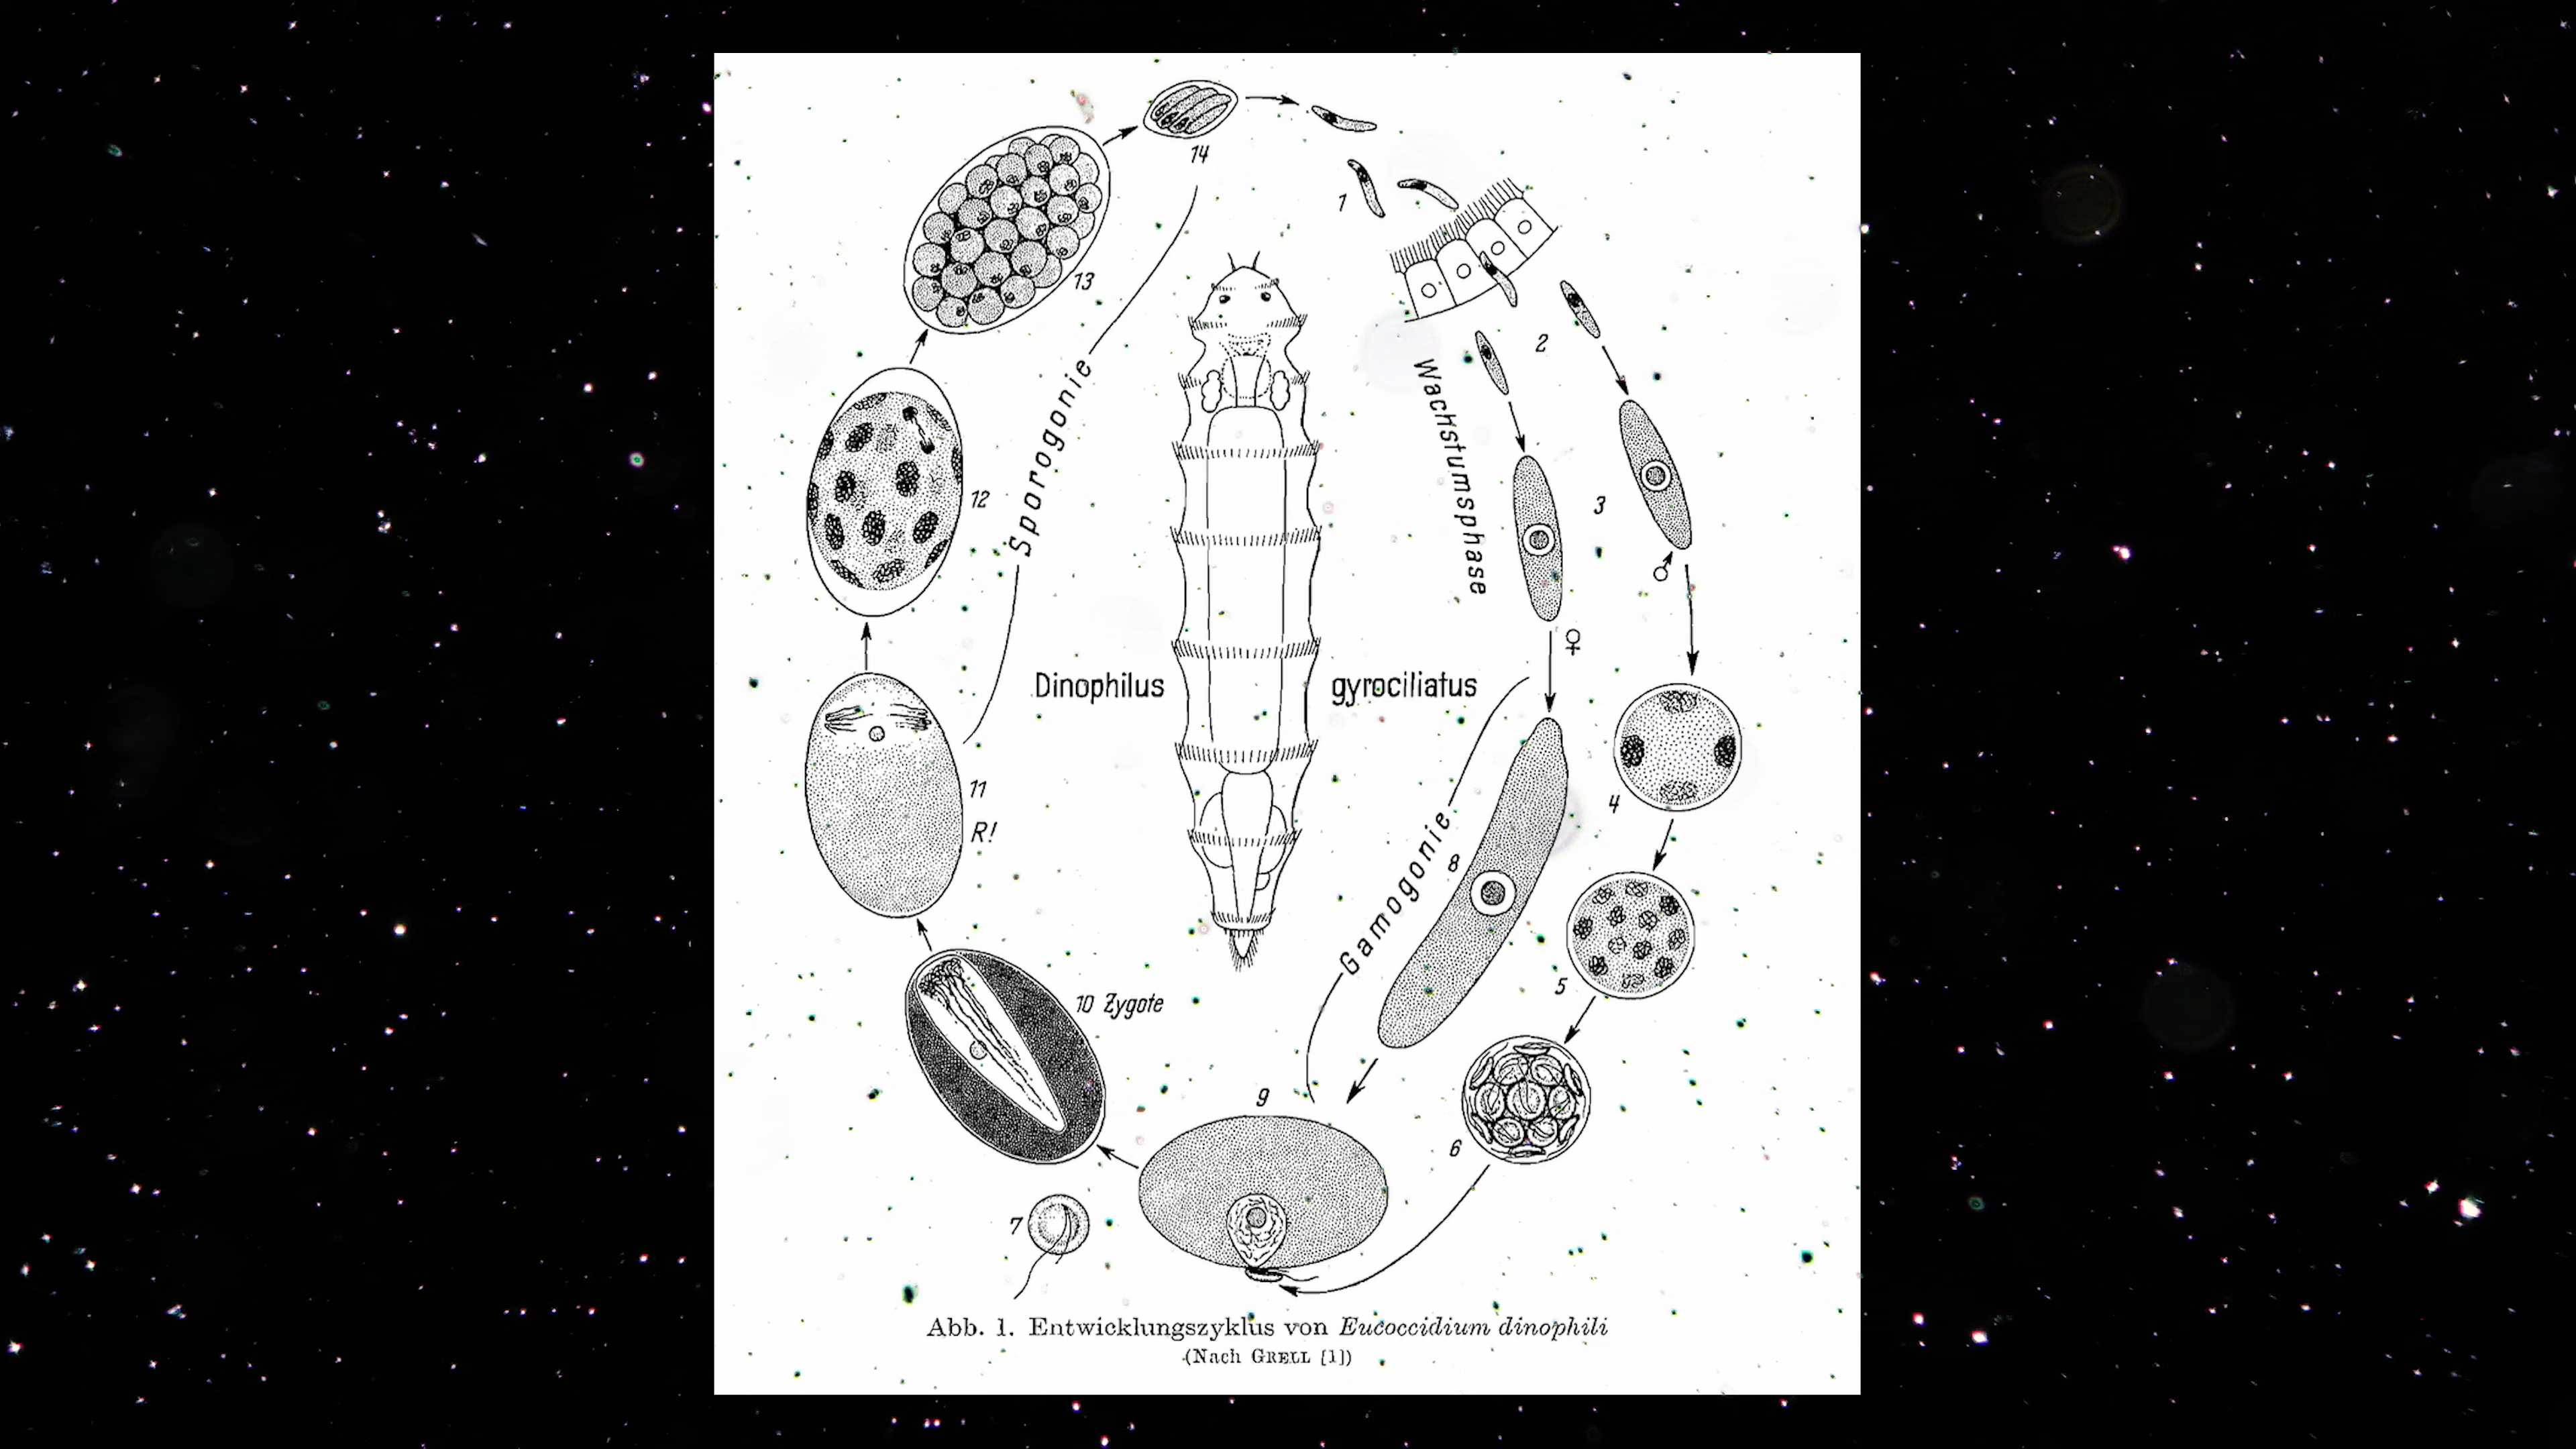 14
1
13
2
Sporogonie
Wachstumsphase
12
3
♂
♀
Dinophilus gyrociliatus
11
R!
4
8
Gamogonie
5
10 Zygote
9
6
7
Abb. 1. Entwicklungszyklus von Eucoccidium dinophili
(Nach GRELL [1])